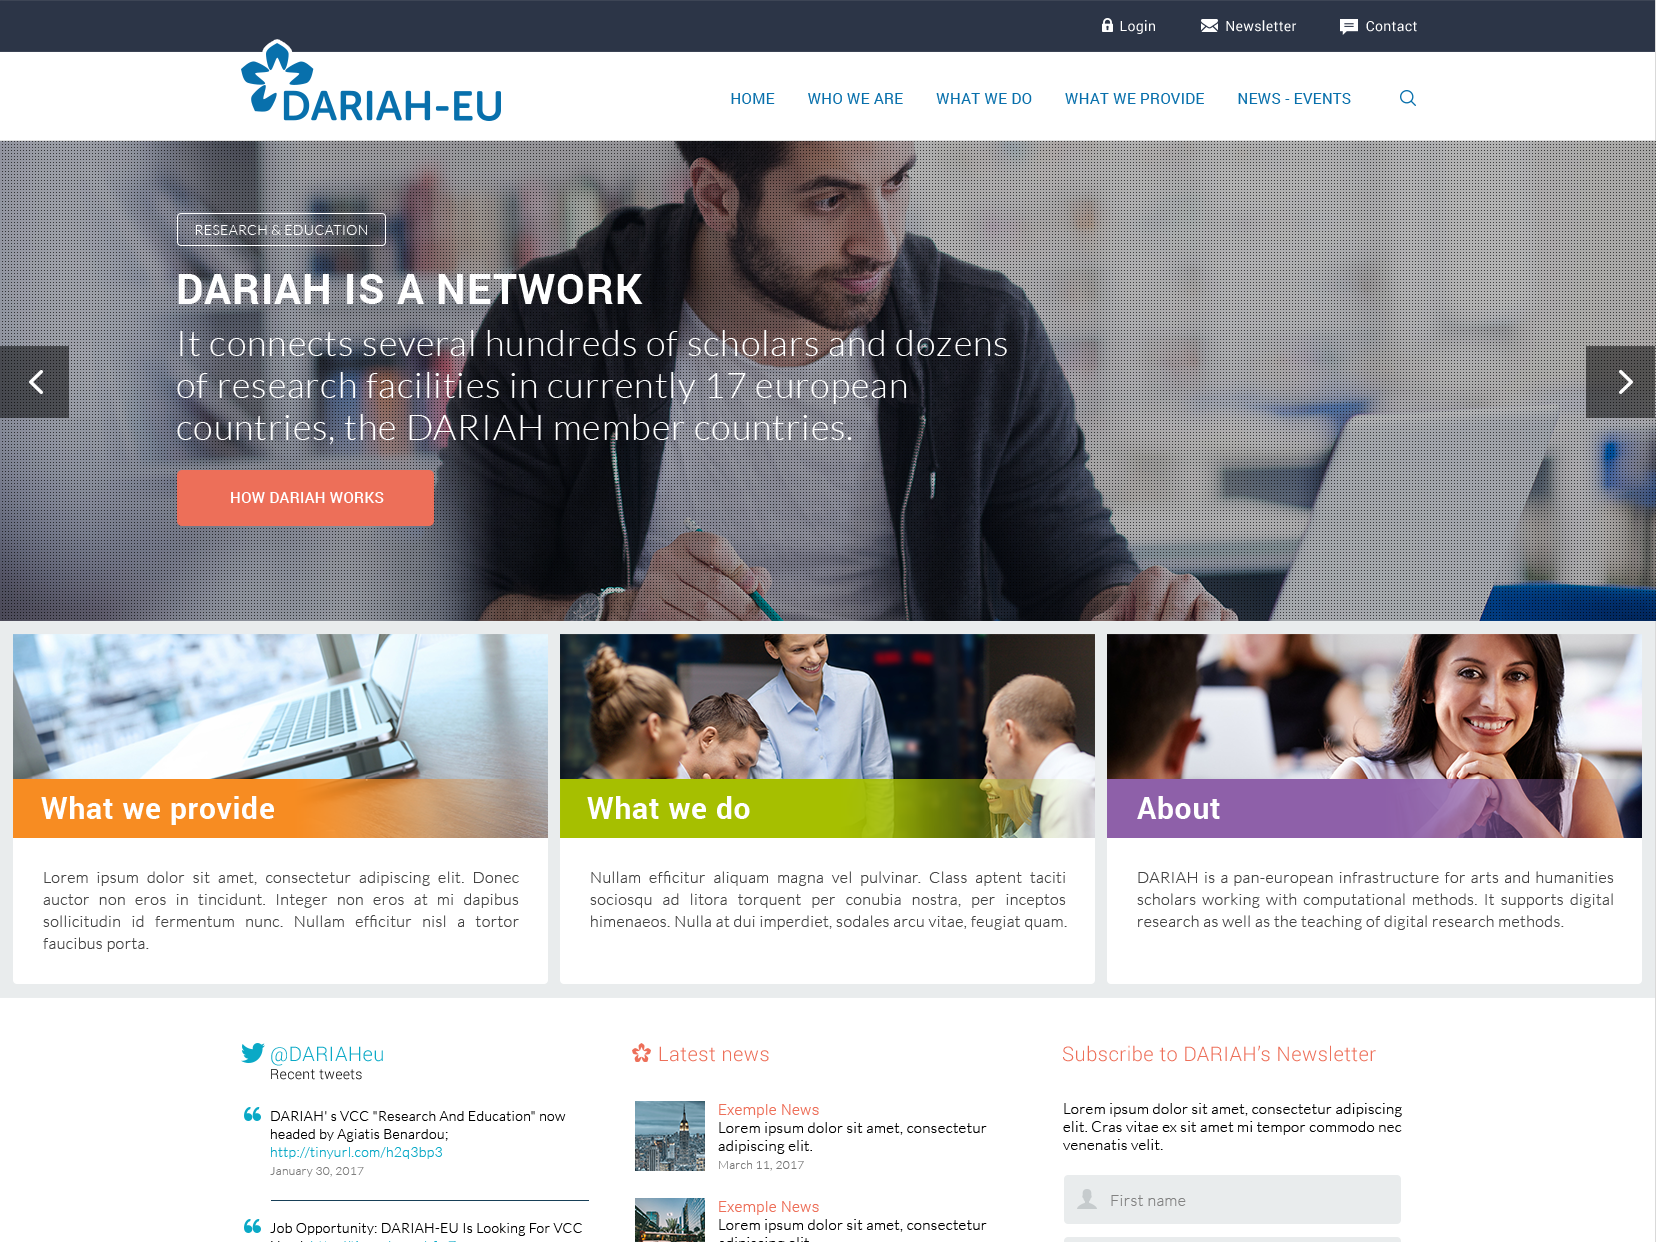 Login
Newsletter
Contact
DARIAH-EU
HOME
WHO WE ARE
WHAT WE DO
WHAT WE PROVIDE
NEWS - EVENTS
RESEARCH & EDUCATION
DARIAH IS A NETWORK
It connects several hundreds of scholars and dozens
of research facilities in currently 17 european
countries, the DARIAH member countries.
HOW DARIAH WORKS
What we provide
Lorem ipsum dolor sit amet, consectetur adipiscing elit. Donec
auctor non eros in tincidunt. Integer non eros at mi dapibus
sollicitudin id fermentum nunc. Nullam efficitur nisl a tortor
faucibus porta.
What we do
Nullam efficitur aliquam magna vel pulvinar. Class aptent taciti
sociosqu ad litora torquent per conubia nostra, per inceptos
himenaeos. Nulla at dui imperdiet, sodales arcu vitae, feugiat quam.
About
DARIAH is a pan-european infrastructure for arts and humanities
scholars working with computational methods. It supports digital
research as well as the teaching of digital research methods.
@DARIAHeu
Recent tweets
DARIAH' s VCC "Research And Education" now
headed by Agiatis Benardou;
http://tinyurl.com/h2q3bp3
January 30, 2017
Job Opportunity: DARIAH-EU Is Looking For VCC
Latest news
Exemple News
Lorem ipsum dolor sit amet, consectetur
adipiscing elit.
March 11, 2017
Exemple News
Lorem ipsum dolor sit amet, consectetur
adipiscing elit.
Subscribe to DARIAH's Newsletter
Lorem ipsum dolor sit amet, consectetur adipiscing
elit. Cras vitae ex sit amet mi tempor commodo nec
venenatis velit.
First name